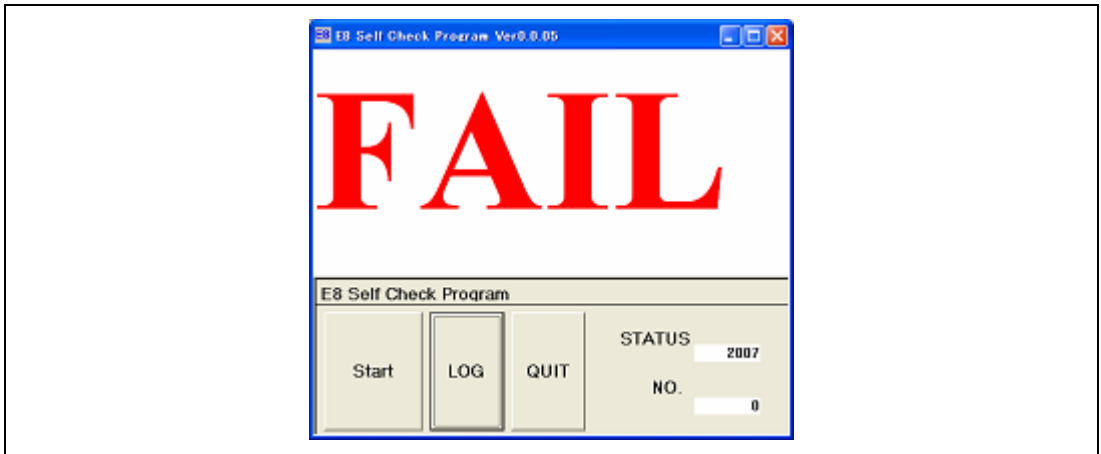 E8 E8 Self Check Program Ver0.0.05
FAIL
E8 Self Check Program
Start LOG QUIT
STATUS 2007
NO. 0